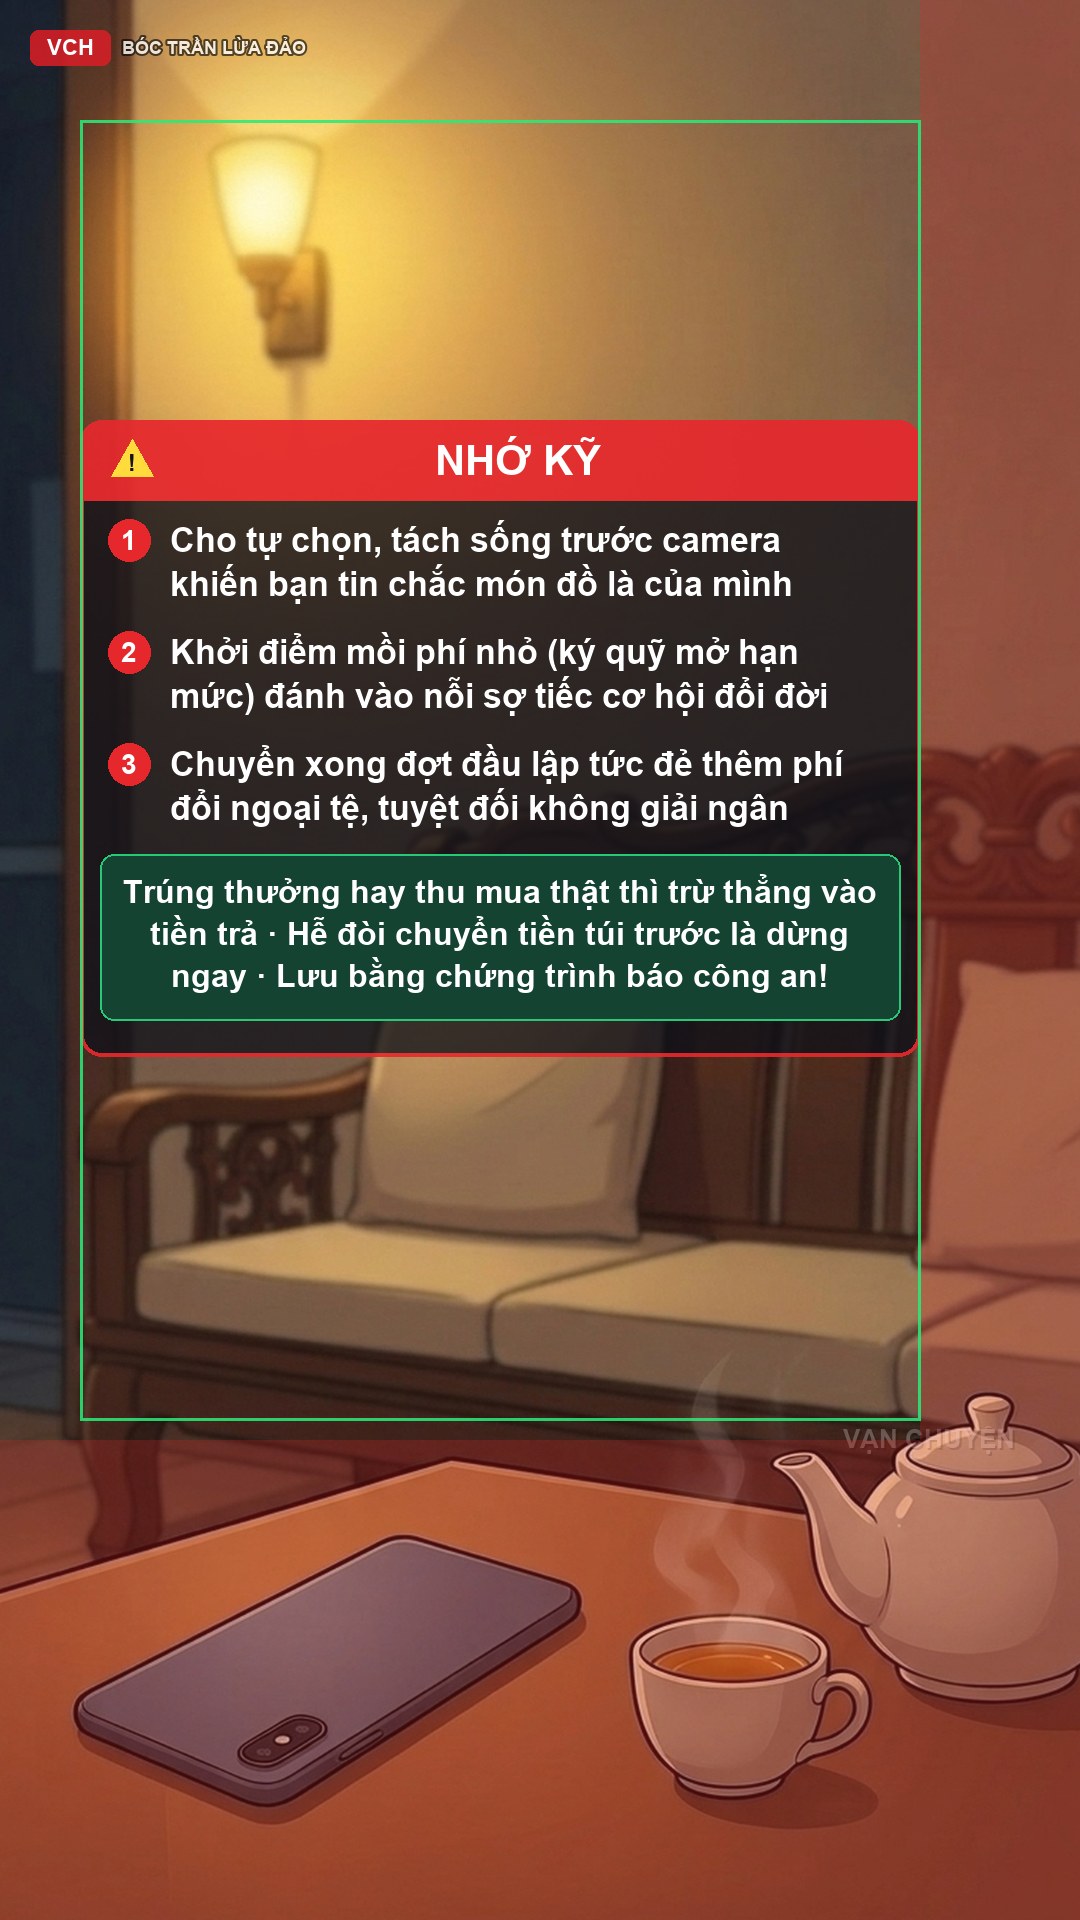 VCH BÓC TRẦN LỪA ĐẢO
NHỚ KỸ
1 Cho tự chọn, tách sống trước camera
khiến bạn tin chắc món đồ là của mình
2 Khởi điểm mồi phí nhỏ (ký quỹ mở hạn
mức) đánh vào nỗi sợ tiếc cơ hội đổi đời
3 Chuyển xong đợt đầu lập tức đẻ thêm phí
đổi ngoại tệ, tuyệt đối không giải ngân
Trúng thưởng hay thu mua thật thì trừ thẳng vào
tiền trả · Hễ đòi chuyển tiền túi trước là dừng
ngay · Lưu bằng chứng trình báo công an!
VẠN CHUYỆN